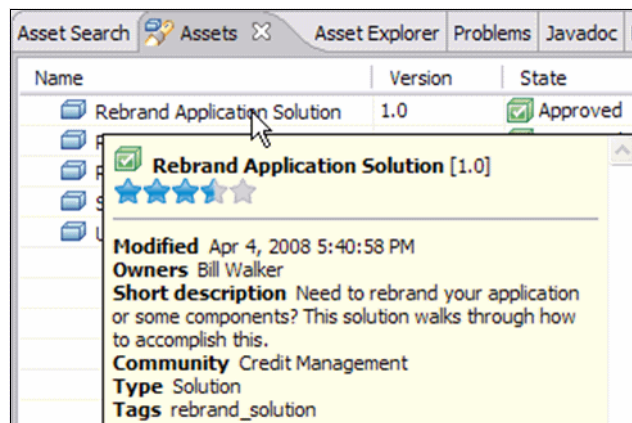 Asset Search Assets Asset Explorer Problems Javadoc
Name Version State
Rebrand Application Solution 1.0 Approved
Rebrand Application Solution [1.0]
Modified Apr 4, 2008 5:40:58 PM
Owners Bill Walker
Short description Need to rebrand your application
or some components? This solution walks through how
to accomplish this.
Community Credit Management
Type Solution
Tags rebrand_solution